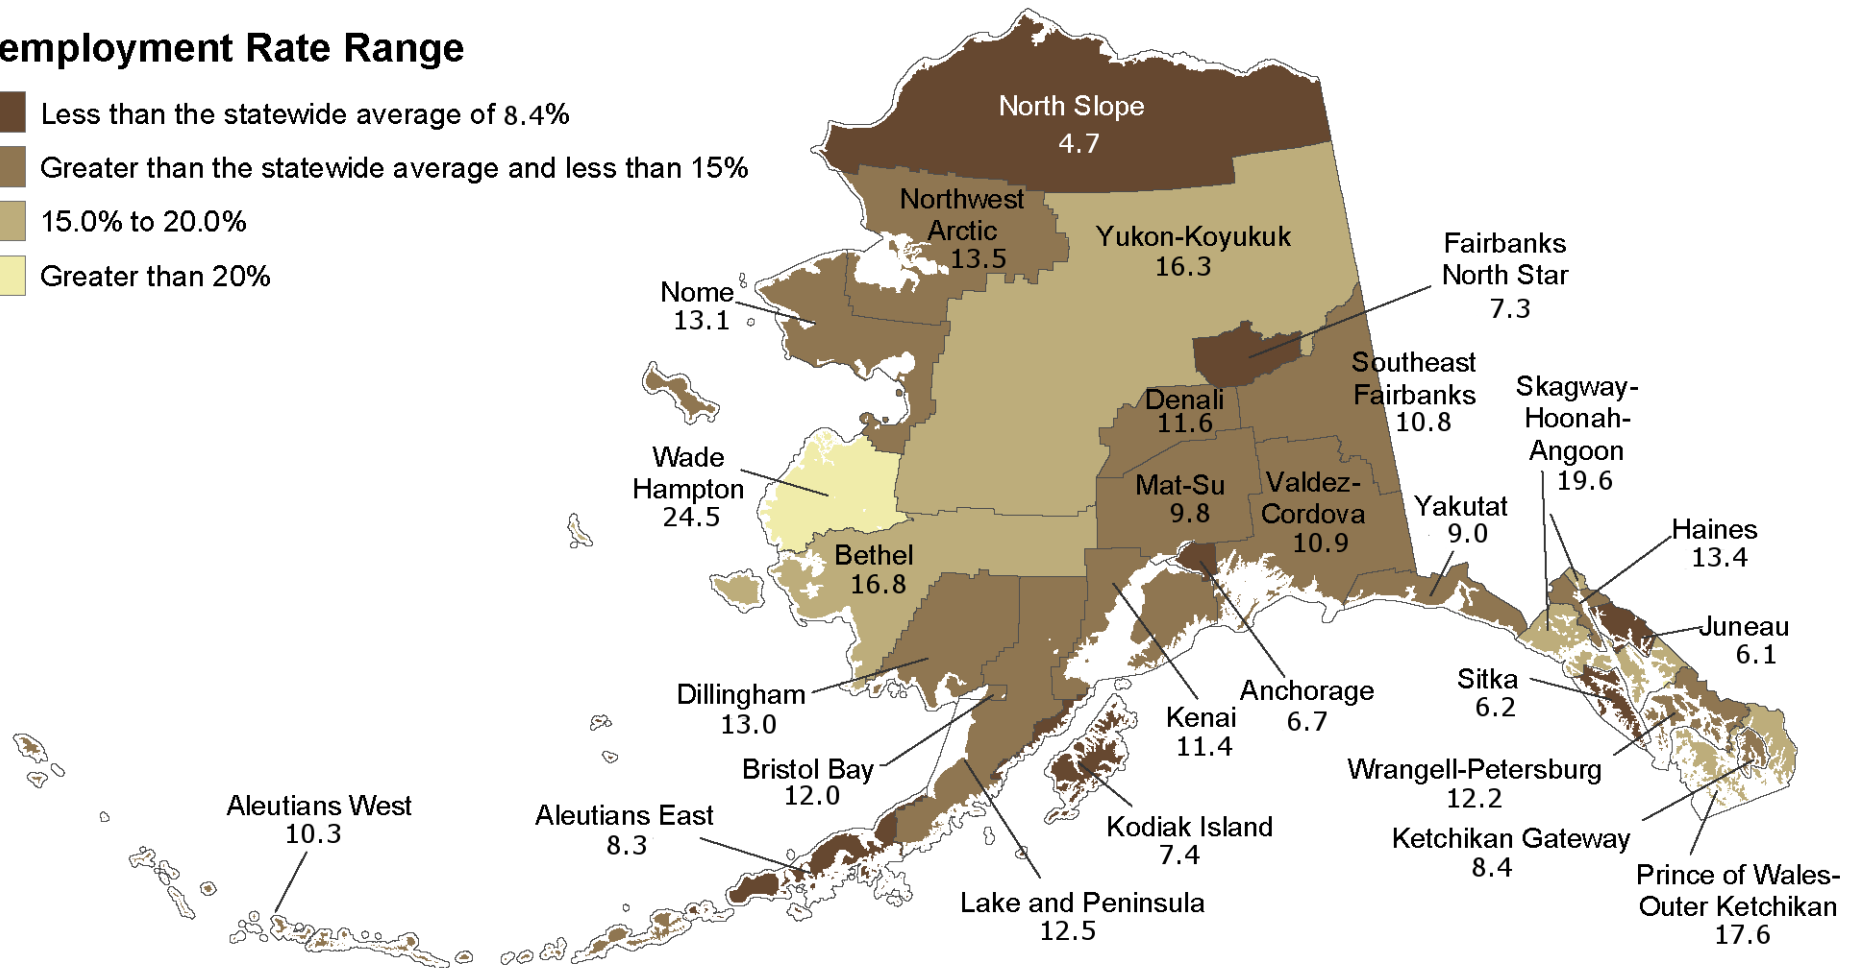 employment Rate Range
Less than the statewide average of 8.4%
Greater than the statewide average and less than 15%
15.0% to 20.0%
Greater than 20%
North Slope
4.7
Northwest
Arctic
13.5
Yukon-Koyukuk
16.3
Fairbanks
North Star
7.3
Nome
13.1
Southeast
Fairbanks
10.8
Skagway-
Hoonah-
Angoon
19.6
Denali
11.6
Wade
Hampton
24.5
Mat-Su
9.8
Valdez-
Cordova
10.9
Yakutat
9.0
Haines
13.4
Bethel
16.8
Juneau
6.1
Sitka
6.2
Dillingham
13.0
Anchorage
6.7
Kenai
11.4
Bristol Bay
12.0
Wrangell-Petersburg
12.2
Aleutians West
10.3
Aleutians East
8.3
Kodiak Island
7.4
Ketchikan Gateway
8.4
Lake and Peninsula
12.5
Prince of Wales-
Outer Ketchikan
17.6